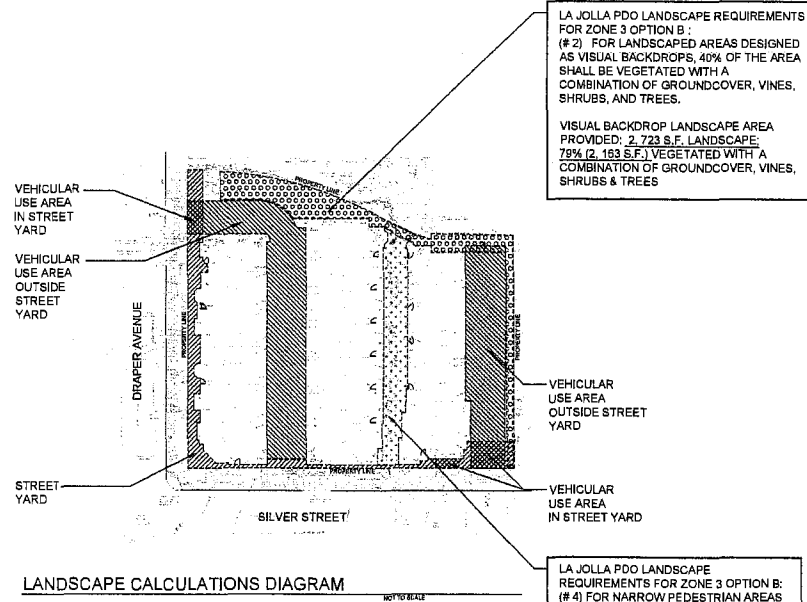 LA JOLLA PDO LANDSCAPE REQUIREMENTS
FOR ZONE 3 OPTION B :
(# 2) FOR LANDSCAPED AREAS DESIGNED
AS VISUAL BACKDROPS, 40% OF THE AREA
SHALL BE VEGETATED WITH A
COMBINATION OF GROUNDCOVER, VINES,
SHRUBS, AND TREES.
VISUAL BACKDROP LANDSCAPE AREA
PROVIDED: 2, 723 S.F. LANDSCAPE;
79% (2, 163 S.F.) VEGETATED WITH A
COMBINATION OF GROUNDCOVER, VINES,
SHRUBS & TREES
PROPERTY LINE
VEHICULAR
USE AREA
IN STREET
YARD
VEHICULAR
USE AREA
OUTSIDE
STREET
YARD
DRAPER AVENUE
PROPERTY LINE
PROPERTY LINE
VEHICULAR
USE AREA
OUTSIDE STREET
YARD
STREET
YARD
PROPERTY LINE
VEHICULAR
USE AREA
IN STREET YARD
SILVER STREET
LANDSCAPE CALCULATIONS DIAGRAM
NOT TO SCALE
LA JOLLA PDO LANDSCAPE
REQUIREMENTS FOR ZONE 3 OPTION B:
(# 4) FOR NARROW PEDESTRIAN AREAS